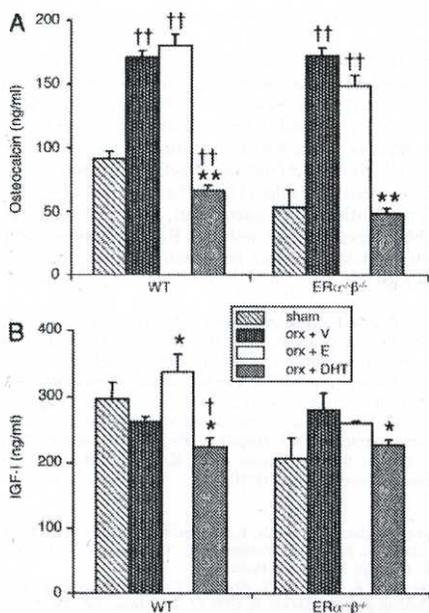 A
Osteocalcin (ng/ml)
200
150
100
50
0
††
††
††
**
††
††
**
WT
ERα-/-β-/-
B
sham
orx + V
orx + E
orx + DHT
IGF-I (ng/ml)
400
300
200
100
0
*
†
*
*
WT
ERα-/-β-/-